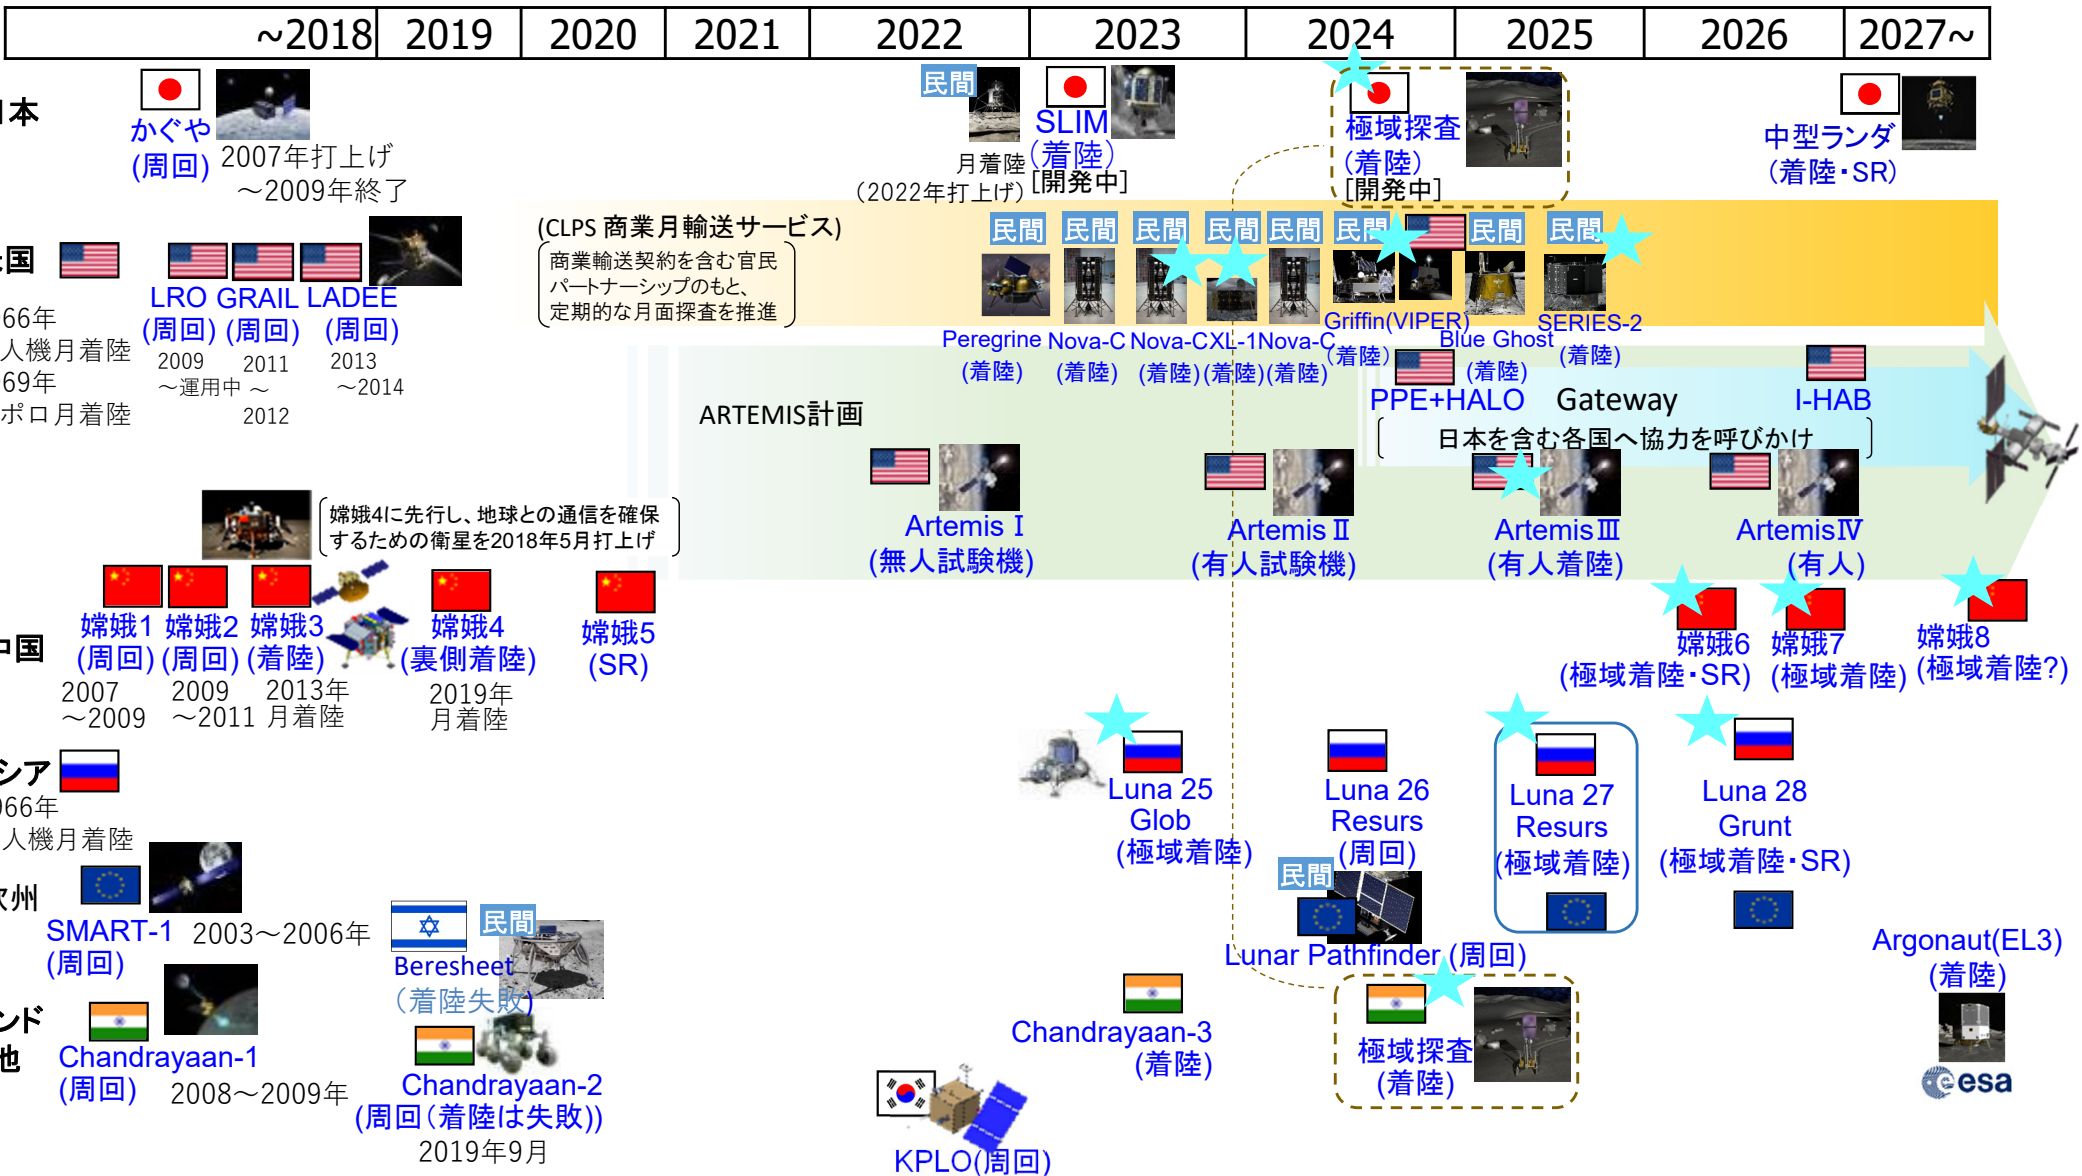 ~2018 2019 2020 2021 2022 2023 2024 2025 2026 2027~
本
かぐや
(周回)
2007年打上げ
～2009年終了
民間
月着陸
（2022年打上げ）
SLIM
（着陸）
[開発中]
極域探査
（着陸）
[開発中]
中型ランダ
（着陸・SR）
国
LRO GRAIL LADEE
(周回) (周回) (周回)
2009
～運用中
2011
～
2012
2013
～2014
66年
人機月着陸
69年
ポロ月着陸
(CLPS 商業月輸送サービス)
商業輸送契約を含む官民
パートナーシップのもと、
定期的な月面探査を推進
民間 民間 民間 民間 民間 民間 民間 民間
Peregrine
(着陸)
Nova-C
(着陸)
Nova-C
(着陸)
XL-1
(着陸)
Nova-C
(着陸)
Griffin(VIPER)
(着陸)
Blue Ghost
(着陸)
SERIES-2
(着陸)
ARTEMIS計画
PPE+HALO
Gateway
I-HAB
日本を含む各国へ協力を呼びかけ
Artemis Ⅰ
(無人試験機)
Artemis Ⅱ
(有人試験機)
ArtemisⅢ
(有人着陸)
ArtemisⅣ
(有人)
嫦娥4に先行し、地球との通信を確保
するための衛星を2018年5月打上げ
中国
嫦娥1
(周回)
2007
～2009
嫦娥2
(周回)
2009
～2011
嫦娥3
(着陸)
2013年
月着陸
嫦娥4
(裏側着陸)
2019年
月着陸
嫦娥5
(SR)
嫦娥6
(極域着陸・SR)
嫦娥7
(極域着陸)
嫦娥8
(極域着陸?)
シア
966年
人機月着陸
Luna 25
Glob
(極域着陸)
Luna 26
Resurs
(周回)
Luna 27
Resurs
(極域着陸)
Luna 28
Grunt
(極域着陸・SR)
欧州
SMART-1
(周回)
2003～2006年
民間
Beresheet
（着陸失敗)
民間
Lunar Pathfinder (周回)
Argonaut(EL3)
(着陸)
esa
ンド
他
Chandrayaan-1
(周回)
2008～2009年
Chandrayaan-2
(周回（着陸は失敗))
2019年9月
Chandrayaan-3
(着陸)
極域探査
(着陸)
KPLO(周回)